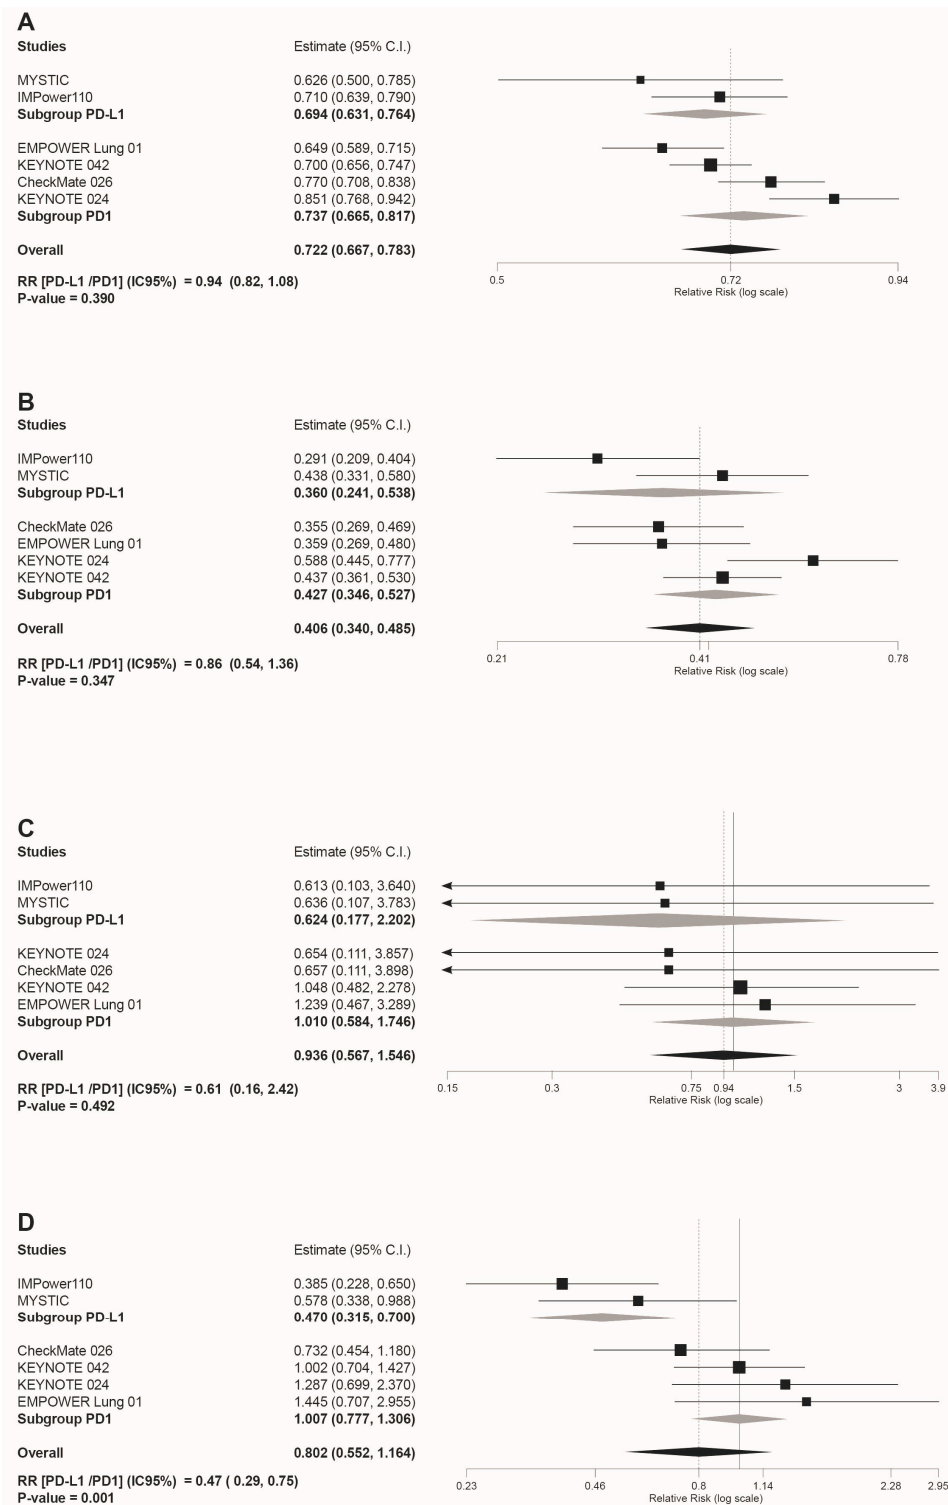 A
Studies Estimate (95% C.I.)
MYSTIC 0.626 (0.500, 0.785)
IMPower110 0.710 (0.639, 0.790)
Subgroup PD-L1 0.694 (0.631, 0.764)
EMPOWER Lung 01 0.649 (0.589, 0.715)
KEYNOTE 042 0.700 (0.656, 0.747)
CheckMate 026 0.770 (0.708, 0.838)
KEYNOTE 024 0.851 (0.768, 0.942)
Subgroup PD1 0.737 (0.665, 0.817)
Overall 0.722 (0.667, 0.783)
0.5 0.72 0.94
Relative Risk (log scale)
RR [PD-L1 /PD1] (IC95%) = 0.94 (0.82, 1.08)
P-value = 0.390
B
Studies Estimate (95% C.I.)
IMPower110 0.291 (0.209, 0.404)
MYSTIC 0.438 (0.331, 0.580)
Subgroup PD-L1 0.360 (0.241, 0.538)
CheckMate 026 0.355 (0.269, 0.469)
EMPOWER Lung 01 0.359 (0.269, 0.480)
KEYNOTE 024 0.588 (0.445, 0.777)
KEYNOTE 042 0.437 (0.361, 0.530)
Subgroup PD1 0.427 (0.346, 0.527)
Overall 0.406 (0.340, 0.485)
0.21 0.41 0.78
Relative Risk (log scale)
RR [PD-L1 /PD1] (IC95%) = 0.86 (0.54, 1.36)
P-value = 0.347
C
Studies Estimate (95% C.I.)
IMPower110 0.613 (0.103, 3.640)
MYSTIC 0.636 (0.107, 3.783)
Subgroup PD-L1 0.624 (0.177, 2.202)
KEYNOTE 024 0.654 (0.111, 3.857)
CheckMate 026 0.657 (0.111, 3.898)
KEYNOTE 042 1.048 (0.482, 2.278)
EMPOWER Lung 01 1.239 (0.467, 3.289)
Subgroup PD1 1.010 (0.584, 1.746)
Overall 0.936 (0.567, 1.546)
0.15 0.3 0.75 0.94 1.5 3 3.9
Relative Risk (log scale)
RR [PD-L1 /PD1] (IC95%) = 0.61 (0.16, 2.42)
P-value = 0.492
D
Studies Estimate (95% C.I.)
IMPower110 0.385 (0.228, 0.650)
MYSTIC 0.578 (0.338, 0.988)
Subgroup PD-L1 0.470 (0.315, 0.700)
CheckMate 026 0.732 (0.454, 1.180)
KEYNOTE 042 1.002 (0.704, 1.427)
KEYNOTE 024 1.287 (0.699, 2.370)
EMPOWER Lung 01 1.445 (0.707, 2.955)
Subgroup PD1 1.007 (0.777, 1.306)
Overall 0.802 (0.552, 1.164)
0.23 0.46 0.8 1.14 2.28 2.95
Relative Risk (log scale)
RR [PD-L1 /PD1] (IC95%) = 0.47 ( 0.29, 0.75)
P-value = 0.001